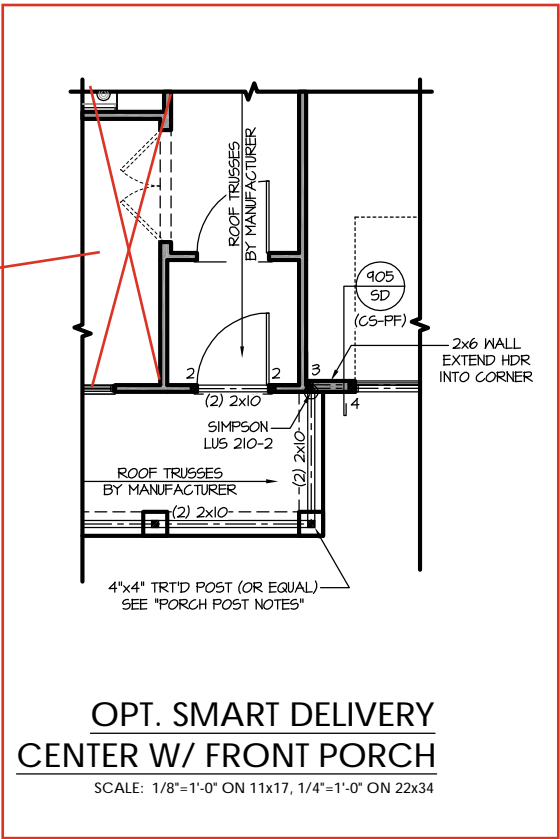 ROOF TRUSSES
BY MANUFACTURER
905
SD
(CS-PF)
2x6 WALL
EXTEND HDR
INTO CORNER
2
2
3
4
(2) 2x10
SIMPSON
LUS 210-2
(2) 2x10
ROOF TRUSSES
BY MANUFACTURER
(2) 2x10
4"x4" TRT'D POST (OR EQUAL)
SEE "PORCH POST NOTES"
OPT. SMART DELIVERY
CENTER W/ FRONT PORCH
SCALE: 1/8"=1'-0" ON 11x17, 1/4"=1'-0" ON 22x34